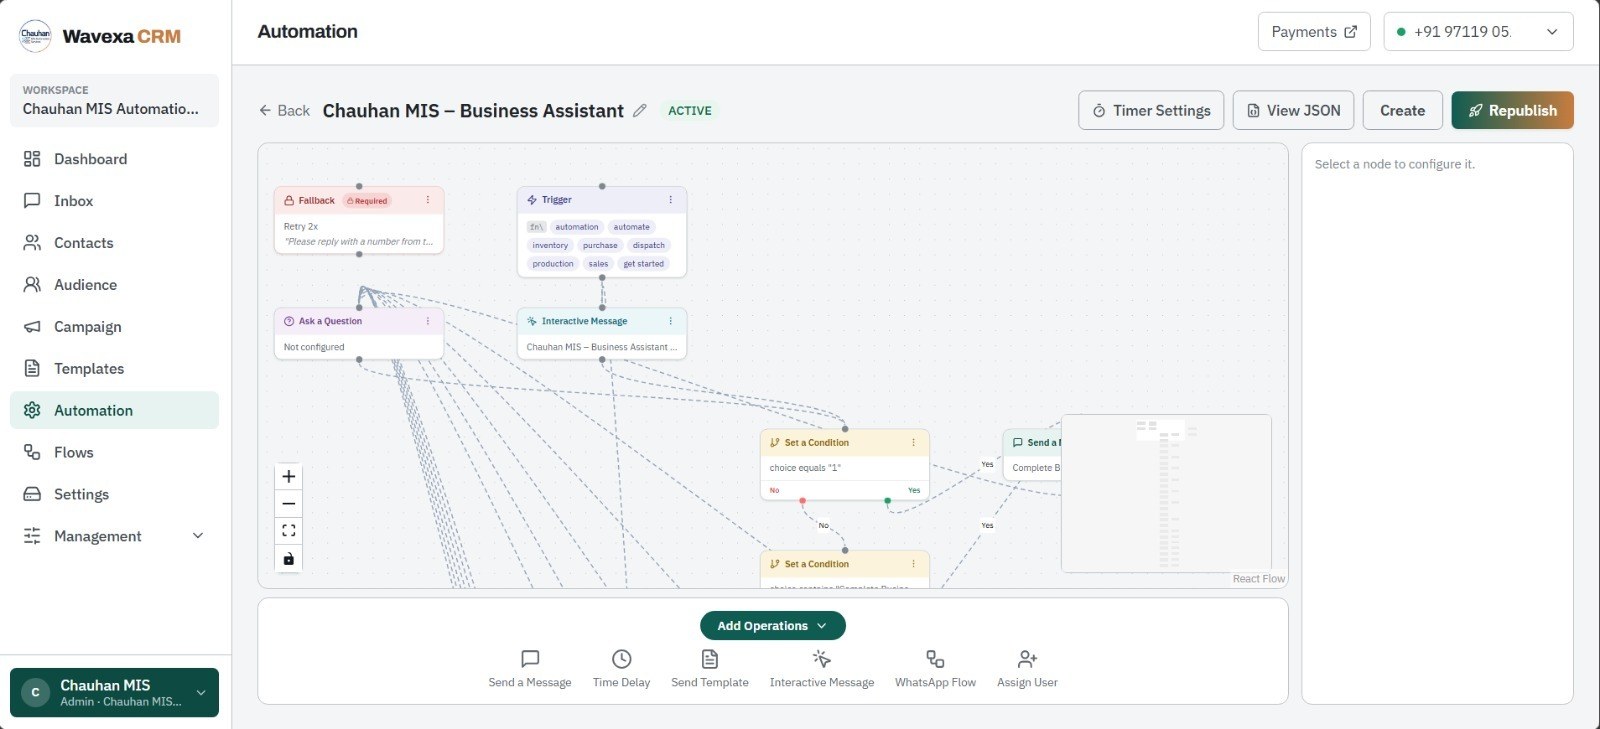 Chauhan
Wavexa CRM
WORKSPACE
Chauhan MIS Automatio...
Dashboard
Inbox
Contacts
Audience
Campaign
Templates
Automation
Flows
Settings
Management
C
Chauhan MIS
Admin · Chauhan MIS...
Automation
Payments
+91 97119 05
Back
Chauhan MIS – Business Assistant
ACTIVE
Timer Settings
View JSON
Create
Republish
Fallback
Required
Retry 2x
"Please reply with a number from t...
Trigger
fn\
automation
automate
inventory
purchase
dispatch
production
sales
get started
Ask a Question
Not configured
Interactive Message
Chauhan MIS – Business Assistant ...
Set a Condition
choice equals "1"
No
Yes
Yes
Send a
Complete B
No
Yes
Set a Condition
React Flow
Add Operations
Send a Message
Time Delay
Send Template
Interactive Message
WhatsApp Flow
Assign User
Select a node to configure it.